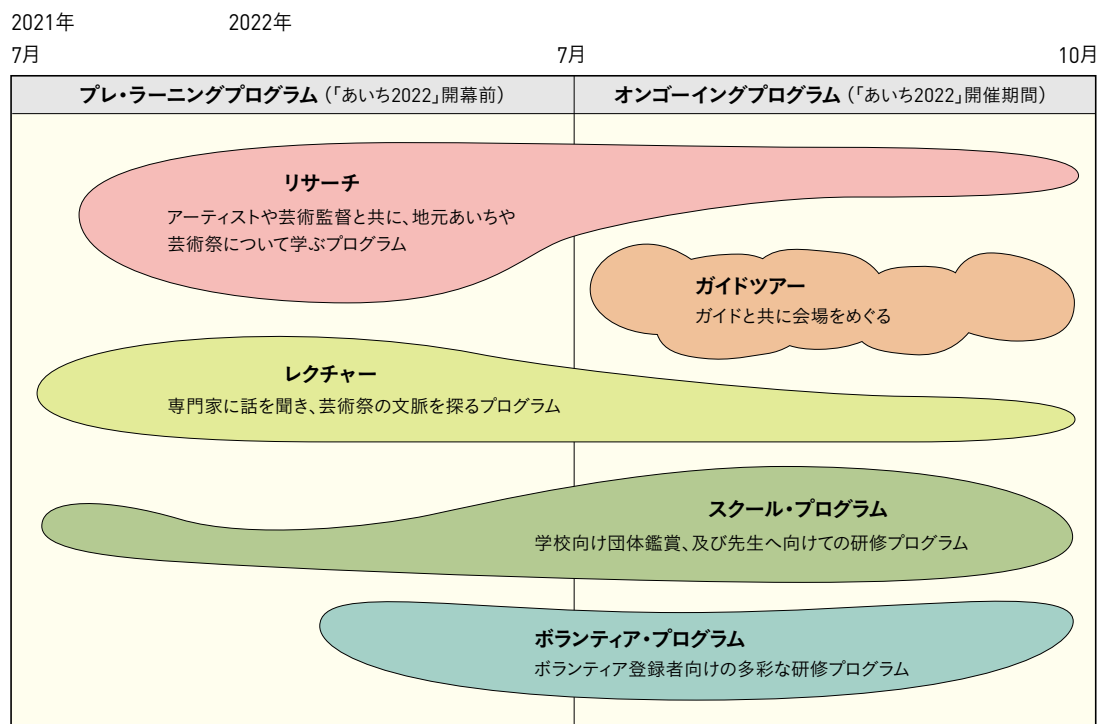 2021年 2022年
7月 7月 10月
プレ・ラーニングプログラム（「あいち2022」開幕前） オンゴーイングプログラム（「あいち2022」開催期間）
リサーチ
アーティストや芸術監督と共に、地元あいちや
芸術祭について学ぶプログラム
ガイドツアー
ガイドと共に会場をめぐる
レクチャー
専門家に話を聞き、芸術祭の文脈を探るプログラム
スクール・プログラム
学校向け団体鑑賞、及び先生へ向けての研修プログラム
ボランティア・プログラム
ボランティア登録者向けの多彩な研修プログラム